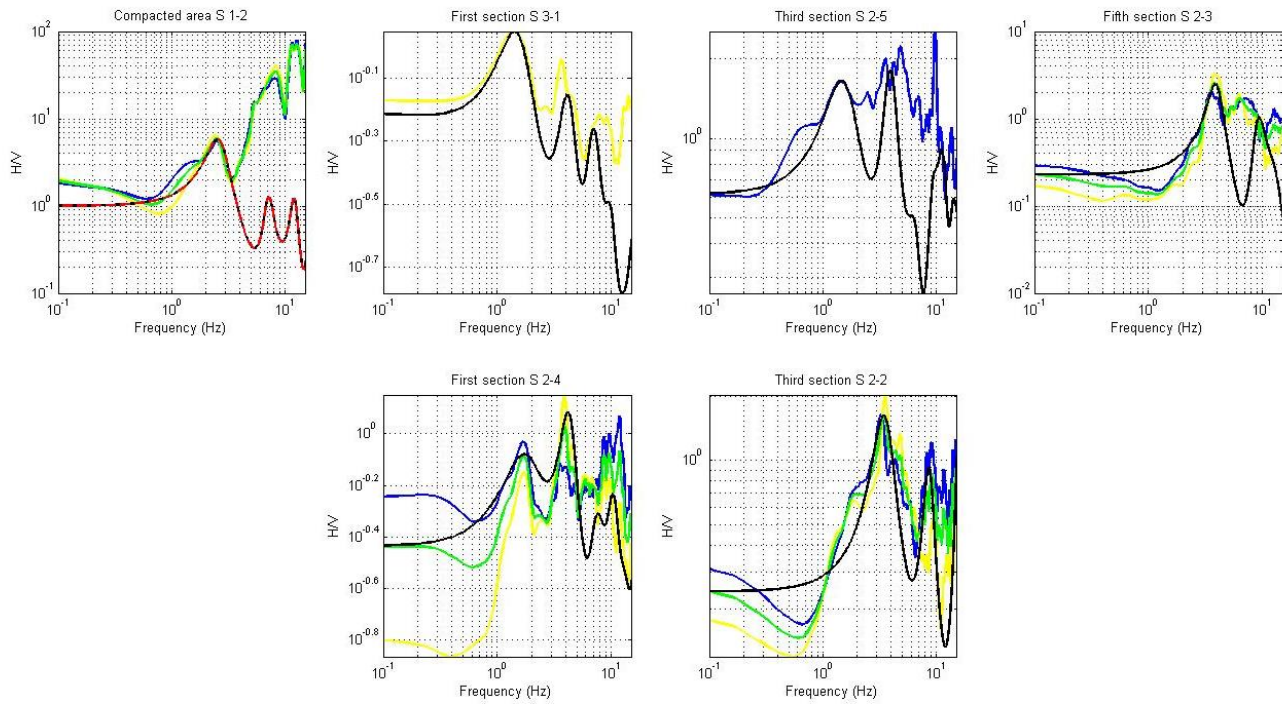 Compacted area S 1-2
First section S 3-1
Third section S 2-5
Fifth section S 2-3
10^2
10^1
10^0
10^-1
H/V
10^-1
10^0
10^1
Frequency (Hz)
10^-0.1
10^-0.3
10^-0.5
10^-0.7
H/V
10^-1
10^0
10^1
Frequency (Hz)
10^0
H/V
10^-1
10^0
10^1
Frequency (Hz)
10^1
10^0
10^-1
10^-2
H/V
10^-1
10^0
10^1
Frequency (Hz)
First section S 2-4
Third section S 2-2
10^0
10^-0.2
10^-0.4
10^-0.6
10^-0.8
H/V
10^-1
10^0
10^1
Frequency (Hz)
10^0
H/V
10^-1
10^0
10^1
Frequency (Hz)